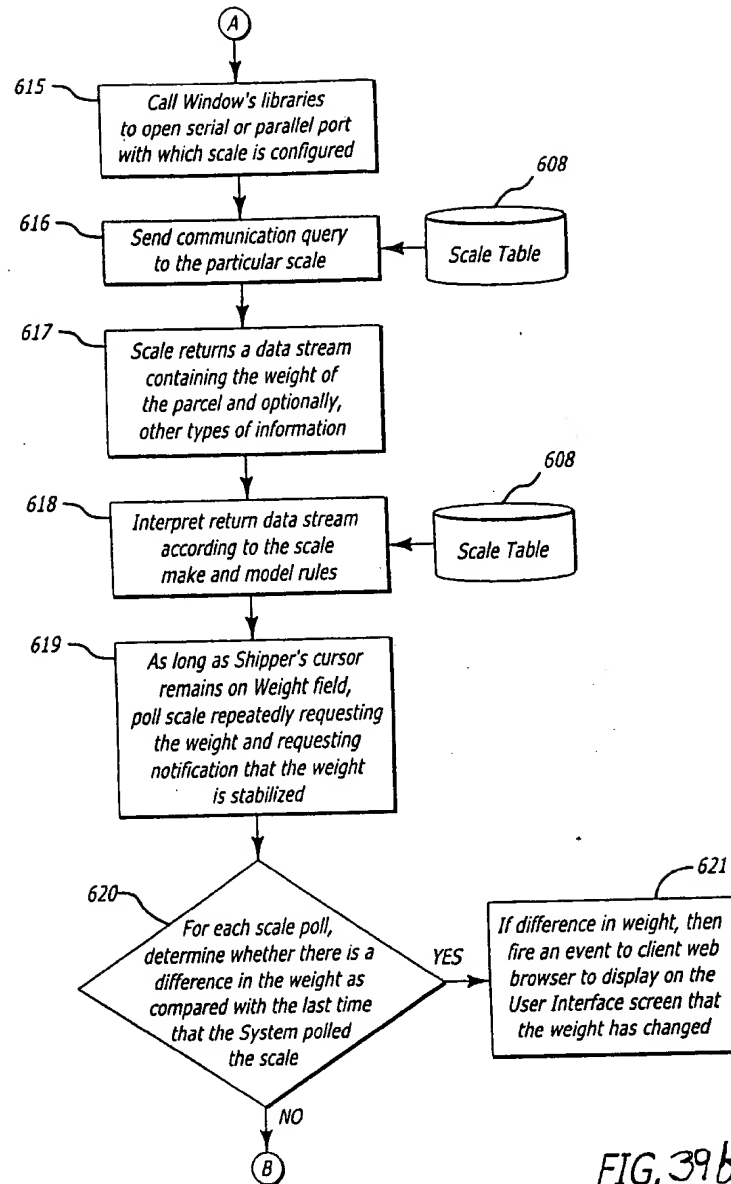 A
615
Call Window's libraries
to open serial or parallel port
with which scale is configured
608
616
Send communication query
to the particular scale
Scale Table
617
Scale returns a data stream
containing the weight of
the parcel and optionally,
other types of information
608
618
Interpret return data stream
according to the scale
make and model rules
Scale Table
619
As long as Shipper's cursor
remains on Weight field,
poll scale repeatedly requesting
the weight and requesting
notification that the weight
is stabilized
620
For each scale poll,
determine whether there is a
difference in the weight as
compared with the last time
that the System polled
the scale
YES
621
If difference in weight, then
fire an event to client web
browser to display on the
User Interface screen that
the weight has changed
NO
B
FIG. 39b